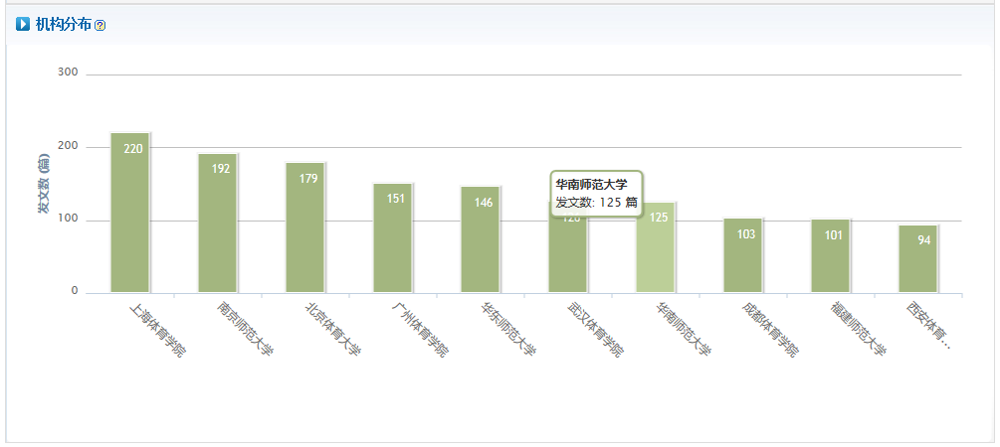 机构分布
300
200
100
0
发文数 (篇)
220
192
179
151
146
华南师范大学
发文数: 125 篇
125
103
101
94
上海体育学院
南京师范大学
北京体育大学
广州体育学院
华东师范大学
武汉体育学院
华南师范大学
成都体育学院
福建师范大学
西安体育...